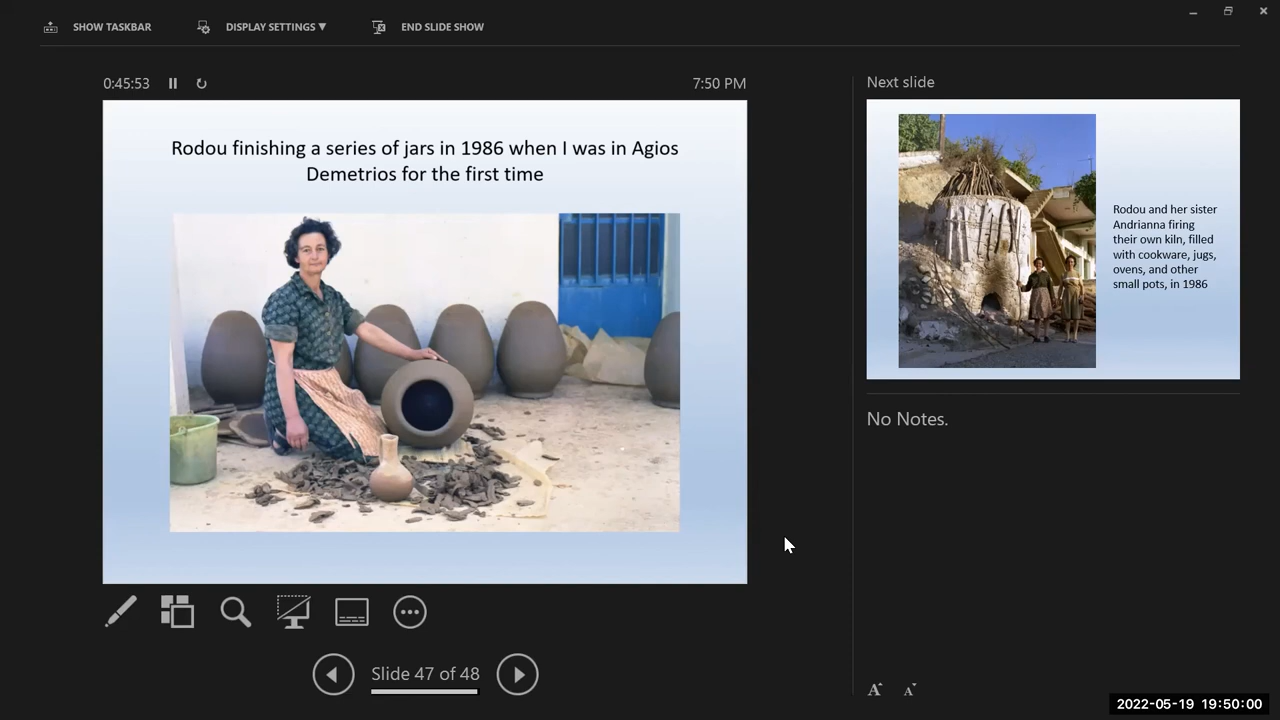 SHOW TASKBAR
DISPLAY SETTINGS ▼
END SLIDE SHOW
0:45:53
7:50 PM
Rodou finishing a series of jars in 1986 when I was in Agios
Demetrios for the first time
Slide 47 of 48
Next slide
Rodou and her sister
Andrianna firing
their own kiln, filled
with cookware, jugs,
ovens, and other
small pots, in 1986
No Notes.
A A
2022-05-19 19:50:00